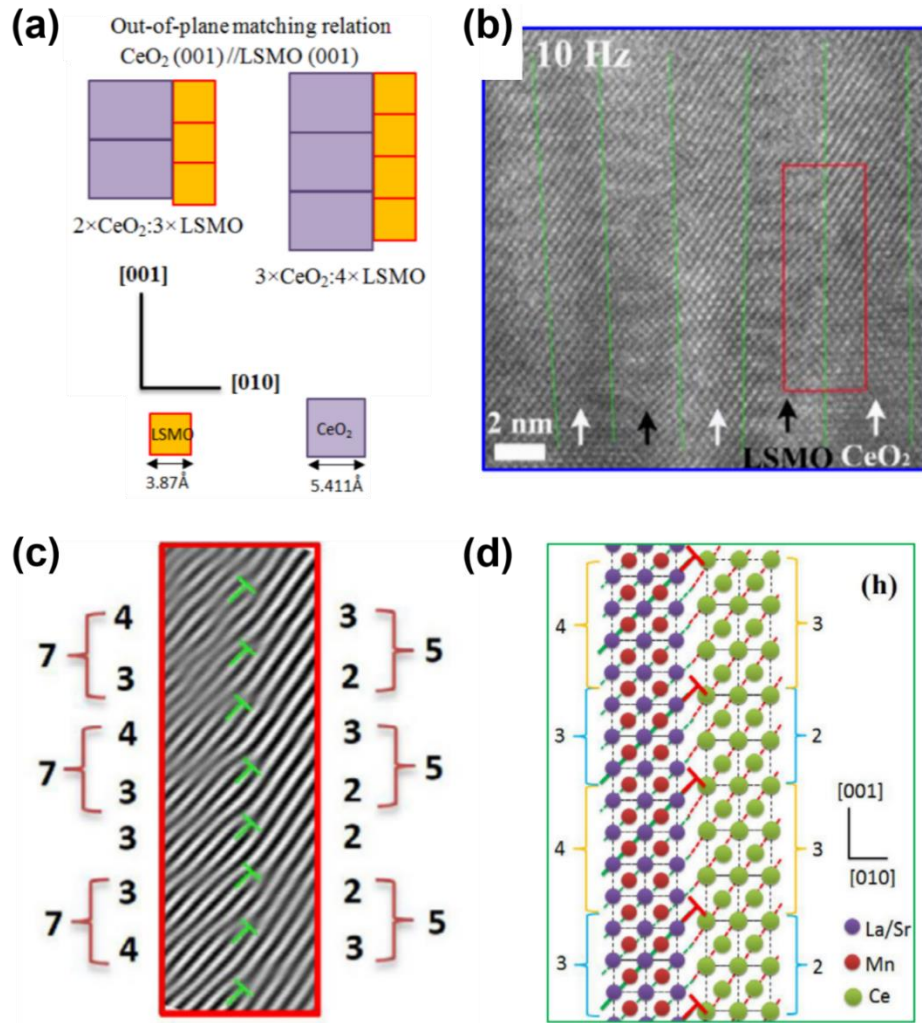 (a)
Out-of-plane matching relation
CeO₂ (001)//LSMO (001)
2×CeO₂:3× LSMO
3×CeO₂:4× LSMO
[001]
[010]
LSMO
CeO₂
3.87Å
5.411Å
(b)
10 Hz
2 nm
LSMO CeO₂
(c)
4
3
7
5
3
2
4
3
7
5
3
2
3
2
3
2
7
5
4
3
(d)
(h)
4
3
3
2
4
3
3
2
[001]
[010]
La/Sr
Mn
Ce